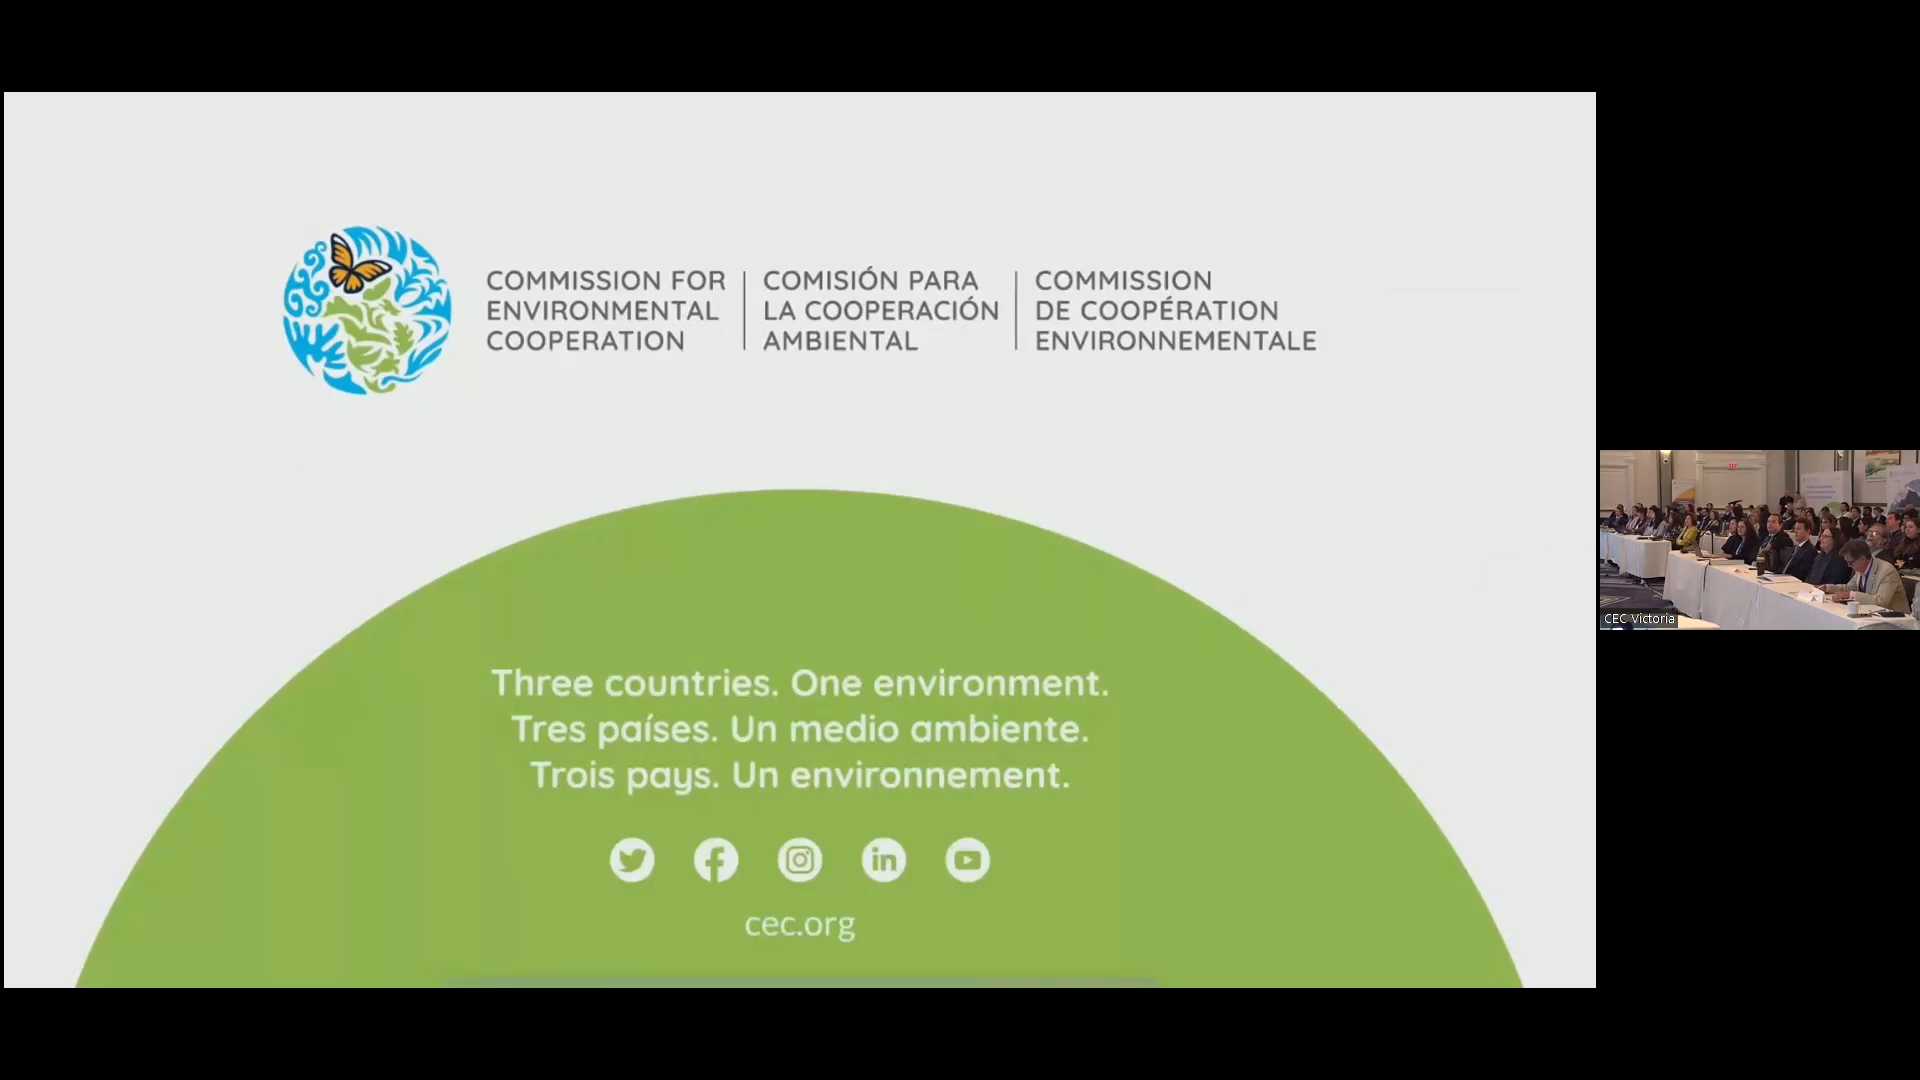 COMMISSION FOR
ENVIRONMENTAL
COOPERATION
COMISIÓN PARA
LA COOPERACIÓN
AMBIENTAL
COMMISSION
DE COOPÉRATION
ENVIRONNEMENTALE
Three countries. One environment.
Tres países. Un medio ambiente.
Trois pays. Un environnement.
in
cec.org
CEC Victoria